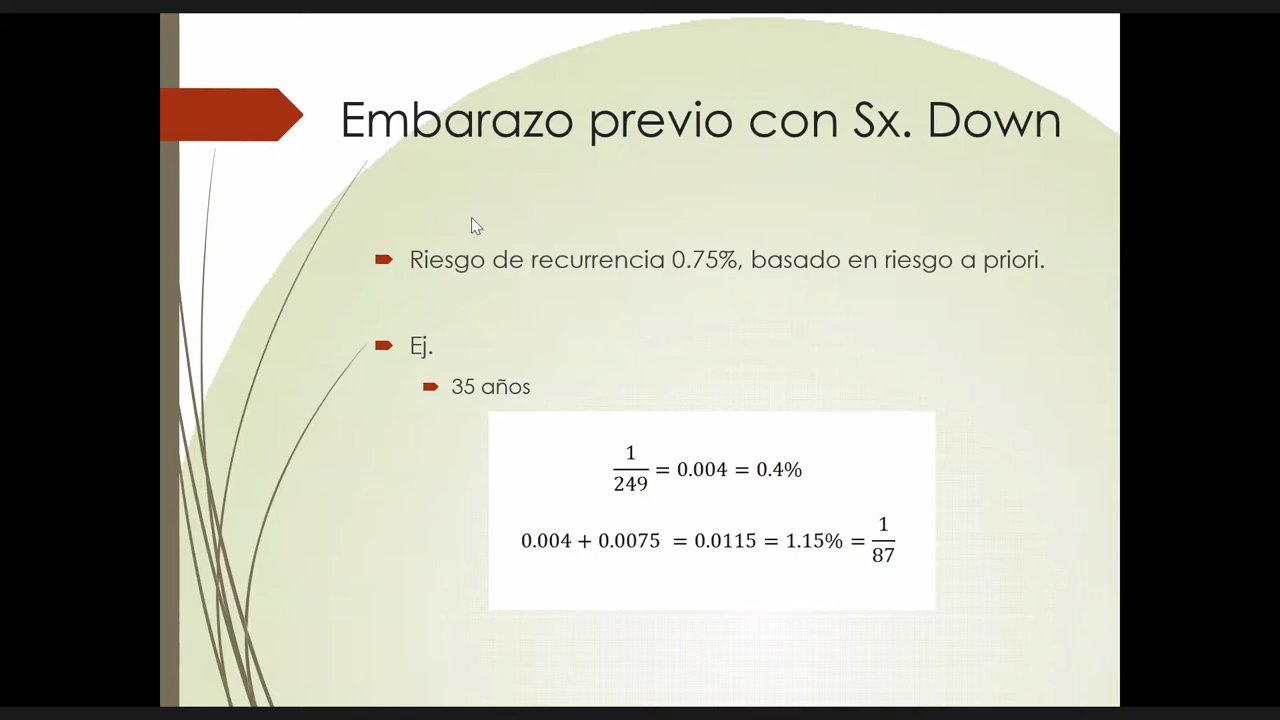 Embarazo previo con Sx. Down
Riesgo de recurrencia 0.75%, basado en riesgo a priori.
Ej.
35 años
1/249 = 0.004 = 0.4%
0.004 + 0.0075 = 0.0115 = 1.15% = 1/87